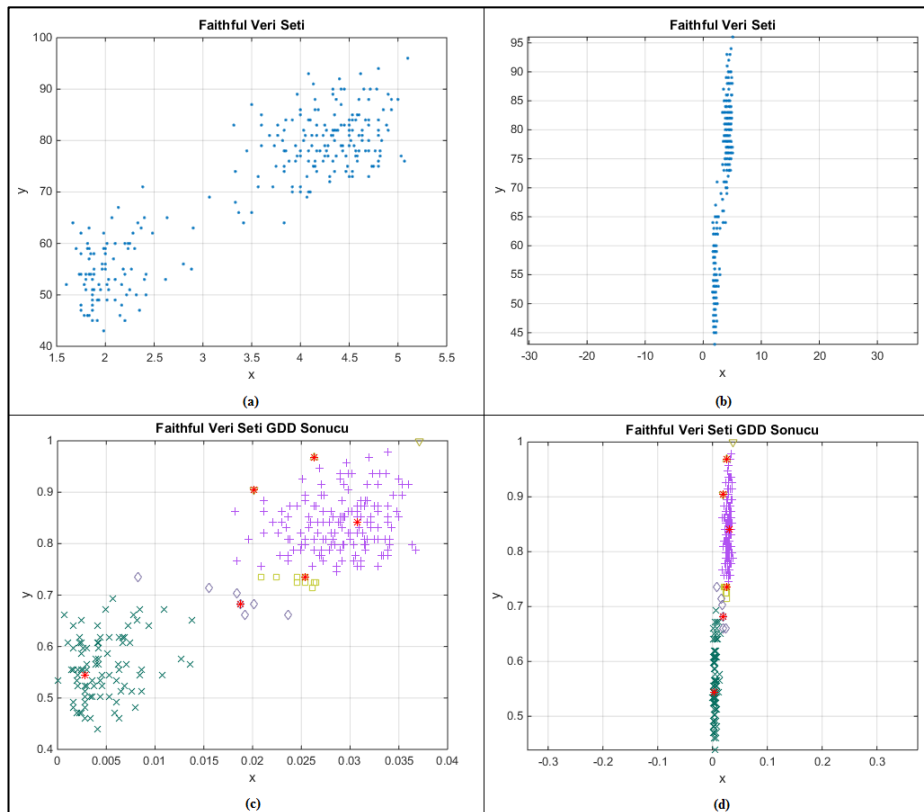 Faithful Veri Seti
100
90
80
70
60
50
40
y
1.5 2 2.5 3 3.5 4 4.5 5 5.5
x
(a)
Faithful Veri Seti
95
90
85
80
75
70
65
60
55
50
45
y
-30 -20 -10 0 10 20 30
x
(b)
Faithful Veri Seti GDD Sonucu
1
0.9
0.8
0.7
0.6
0.5
0.4
y
0 0.005 0.01 0.015 0.02 0.025 0.03 0.035 0.04
x
(c)
Faithful Veri Seti GDD Sonucu
1
0.9
0.8
0.7
0.6
0.5
y
-0.3 -0.2 -0.1 0 0.1 0.2 0.3
x
(d)